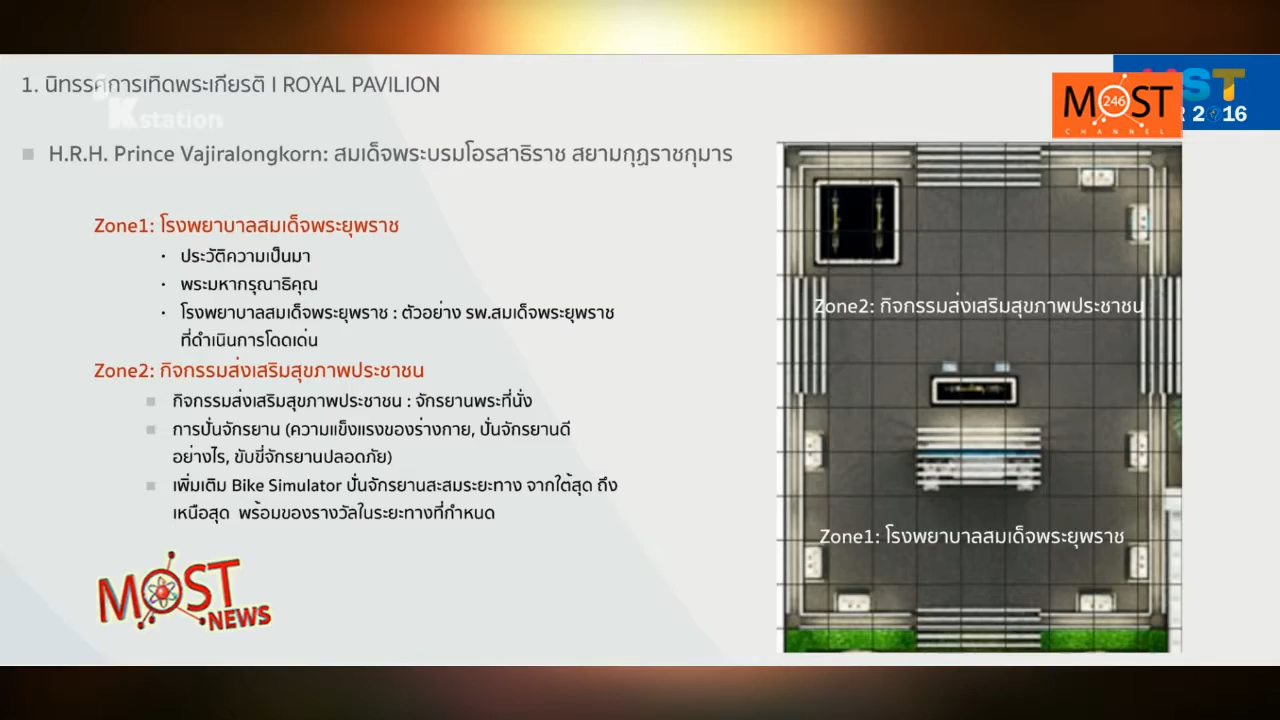 1. นิทรรศการเทิดพระเกียรติ I ROYAL PAVILION
Kstation
MOST
246
CHANNEL
ST
R 2016
H.R.H. Prince Vajiralongkorn: สมเด็จพระบรมโอรสาธิราช สยามกุฎราชกุมาร
Zone1: โรงพยาบาลสมเด็จพระยุพราช
• ประวัติความเป็นมา
• พระมหากรุณาธิคุณ
• โรงพยาบาลสมเด็จพระยุพราช : ตัวอย่าง รพ.สมเด็จพระยุพราช
ที่ดำเนินการโดดเด่น
Zone2: กิจกรรมส่งเสริมสุขภาพประชาชน
กิจกรรมส่งเสริมสุขภาพประชาชน : จักรยานพระที่นั่ง
การปั่นจักรยาน (ความแข็งแรงของร่างกาย, ปั่นจักรยานดี
อย่างไร, ขับขี่จักรยานปลอดภัย)
เพิ่มเติม Bike Simulator ปั่นจักรยานสะสมระยะทาง จากใต้สุด ถึง
เหนือสุด พร้อมของรางวัลในระยะทางที่กำหนด
Zone2: กิจกรรมส่งเสริมสุขภาพประชาชน
Zone1: โรงพยาบาลสมเด็จพระยุพราช
MOST
NEWS